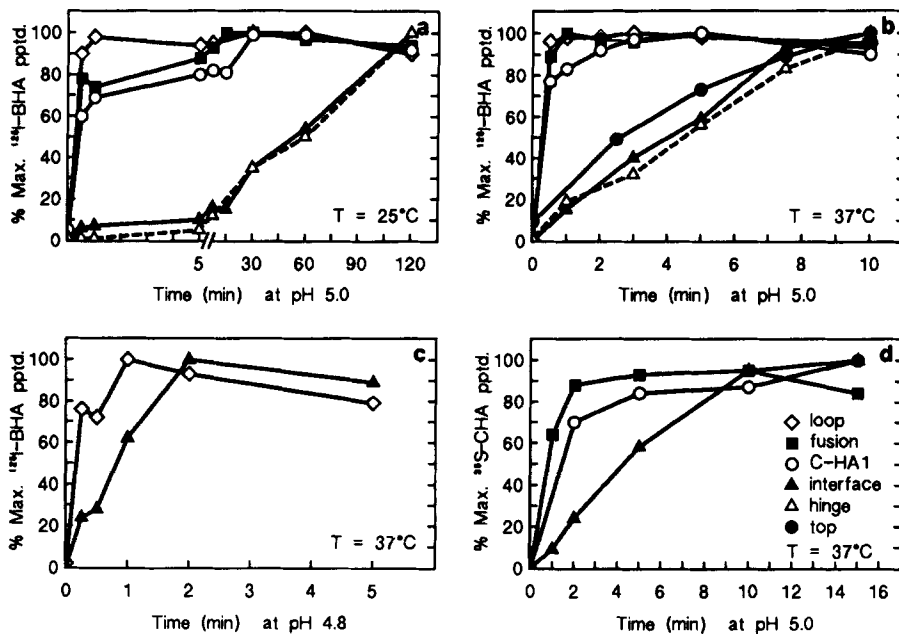 a
% Max. ¹²⁵I-BHA pptd.
100
80
60
40
20
0
T = 25°C
5 30 60 90 120
Time (min) at pH 5.0
b
% Max. ¹²⁵I-BHA pptd.
100
80
60
40
20
0
T = 37°C
0 2 4 6 8 10
Time (min) at pH 5.0
c
% Max. ¹²⁵I-BHA pptd.
100
80
60
40
20
0
T = 37°C
0 1 2 3 4 5
Time (min) at pH 4.8
d
% Max. ³⁵S-CHA pptd.
100
80
60
40
20
0
loop
fusion
C-HA1
interface
hinge
top
T = 37°C
0 2 4 6 8 10 12 14 16
Time (min) at pH 5.0